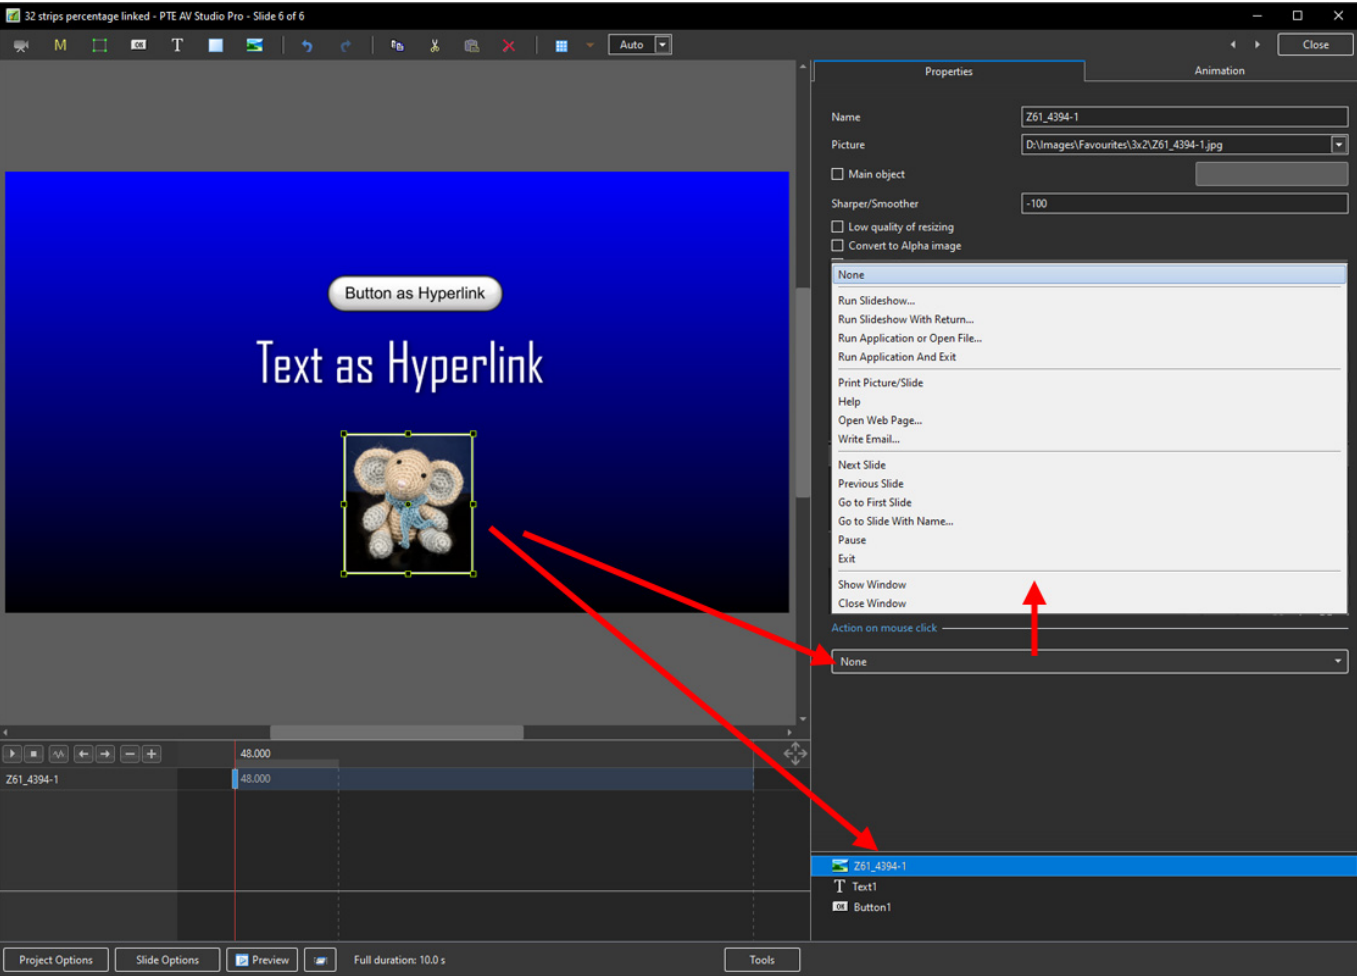 32 strips percentage linked - PTE AV Studio Pro - Slide 6 of 6
M
OK
T
Auto
Close
Properties
Animation
Name
Z61_4394-1
Picture
D:\Images\Favourites\3x2\Z61_4394-1.jpg
Main object
Sharper/Smoother
-100
Low quality of resizing
Convert to Alpha image
None
Run Slideshow...
Run Slideshow With Return...
Run Application or Open File...
Run Application And Exit
Print Picture/Slide
Help
Open Web Page...
Write Email...
Next Slide
Previous Slide
Go to First Slide
Go to Slide With Name...
Pause
Exit
Show Window
Close Window
Action on mouse click
None
Button as Hyperlink
Text as Hyperlink
48.000
Z61_4394-1
48.000
Z61_4394-1
T Text1
OK Button1
Project Options
Slide Options
Preview
Full duration: 10.0 s
Tools